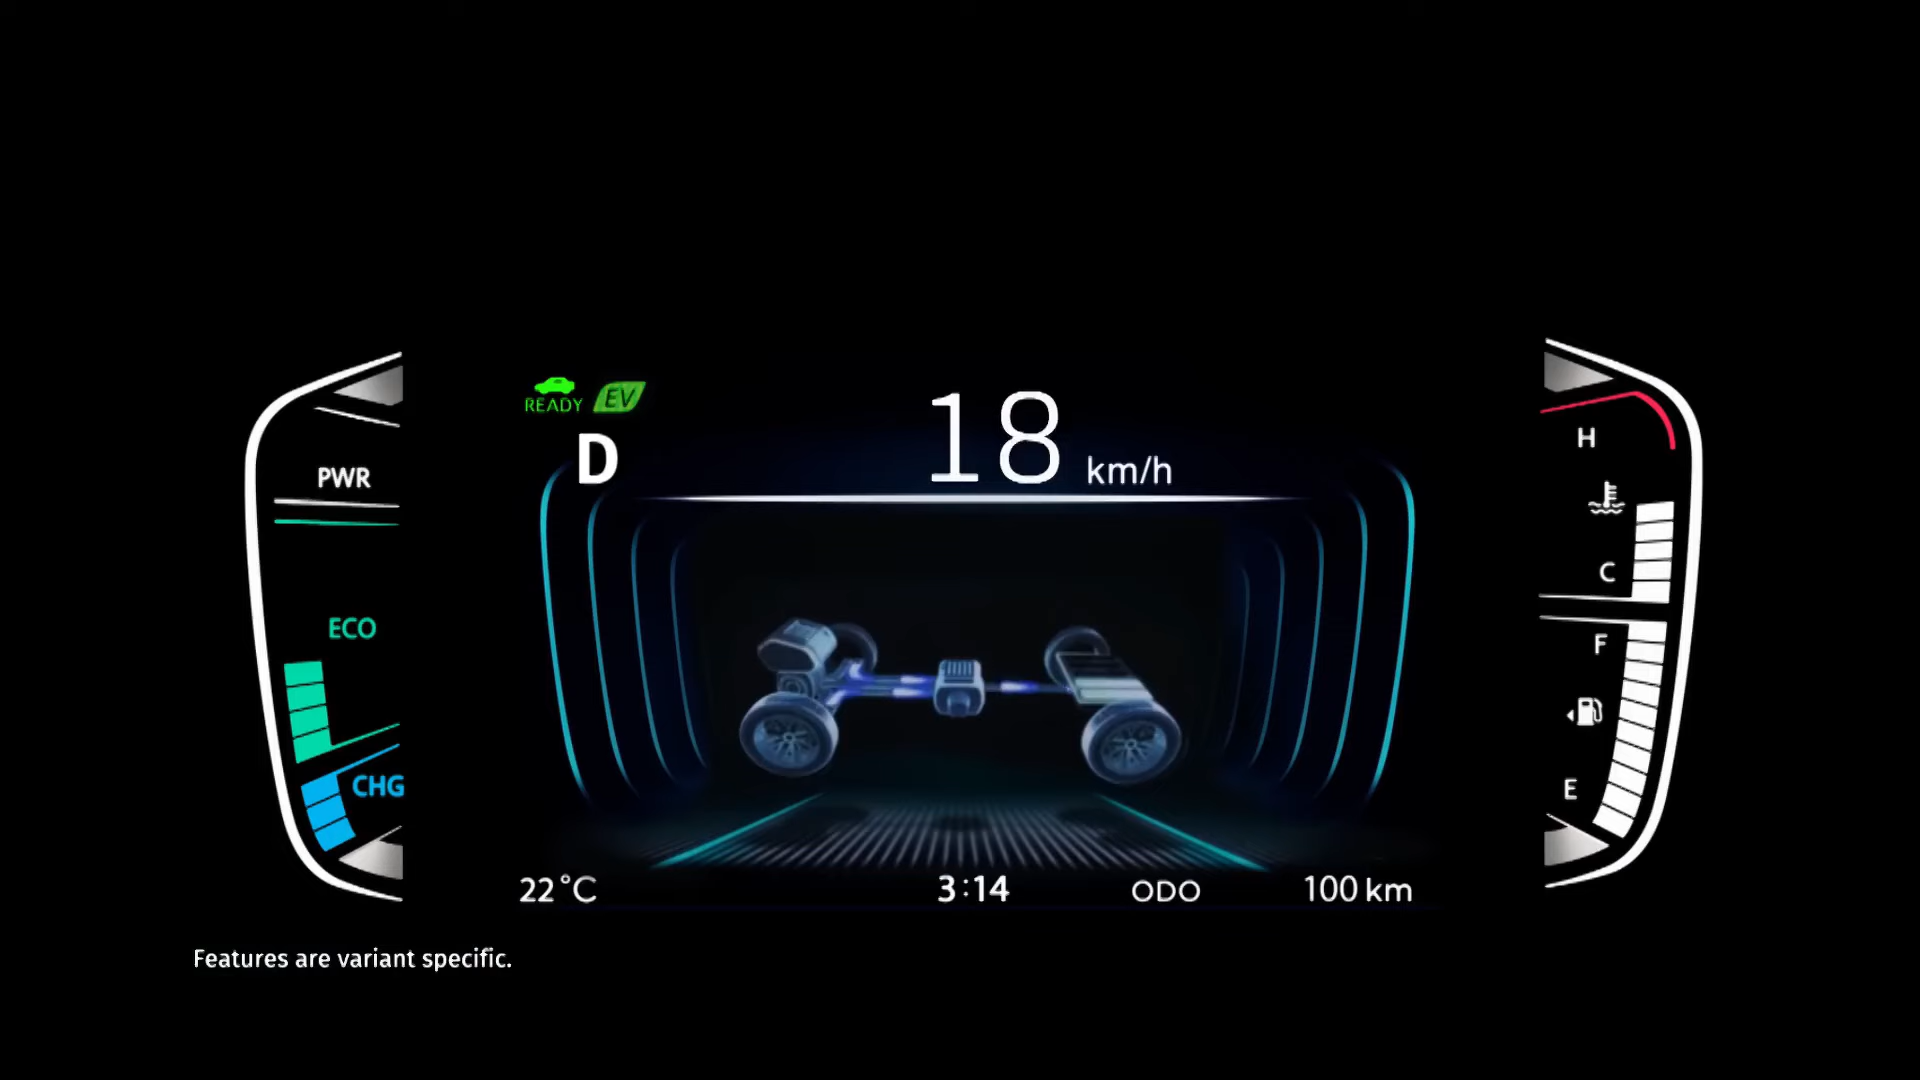 READY EV
D
18 km/h
PWR
ECO
CHG
H
C
F
E
22°C
3:14
ODO
100 km
Features are variant specific.